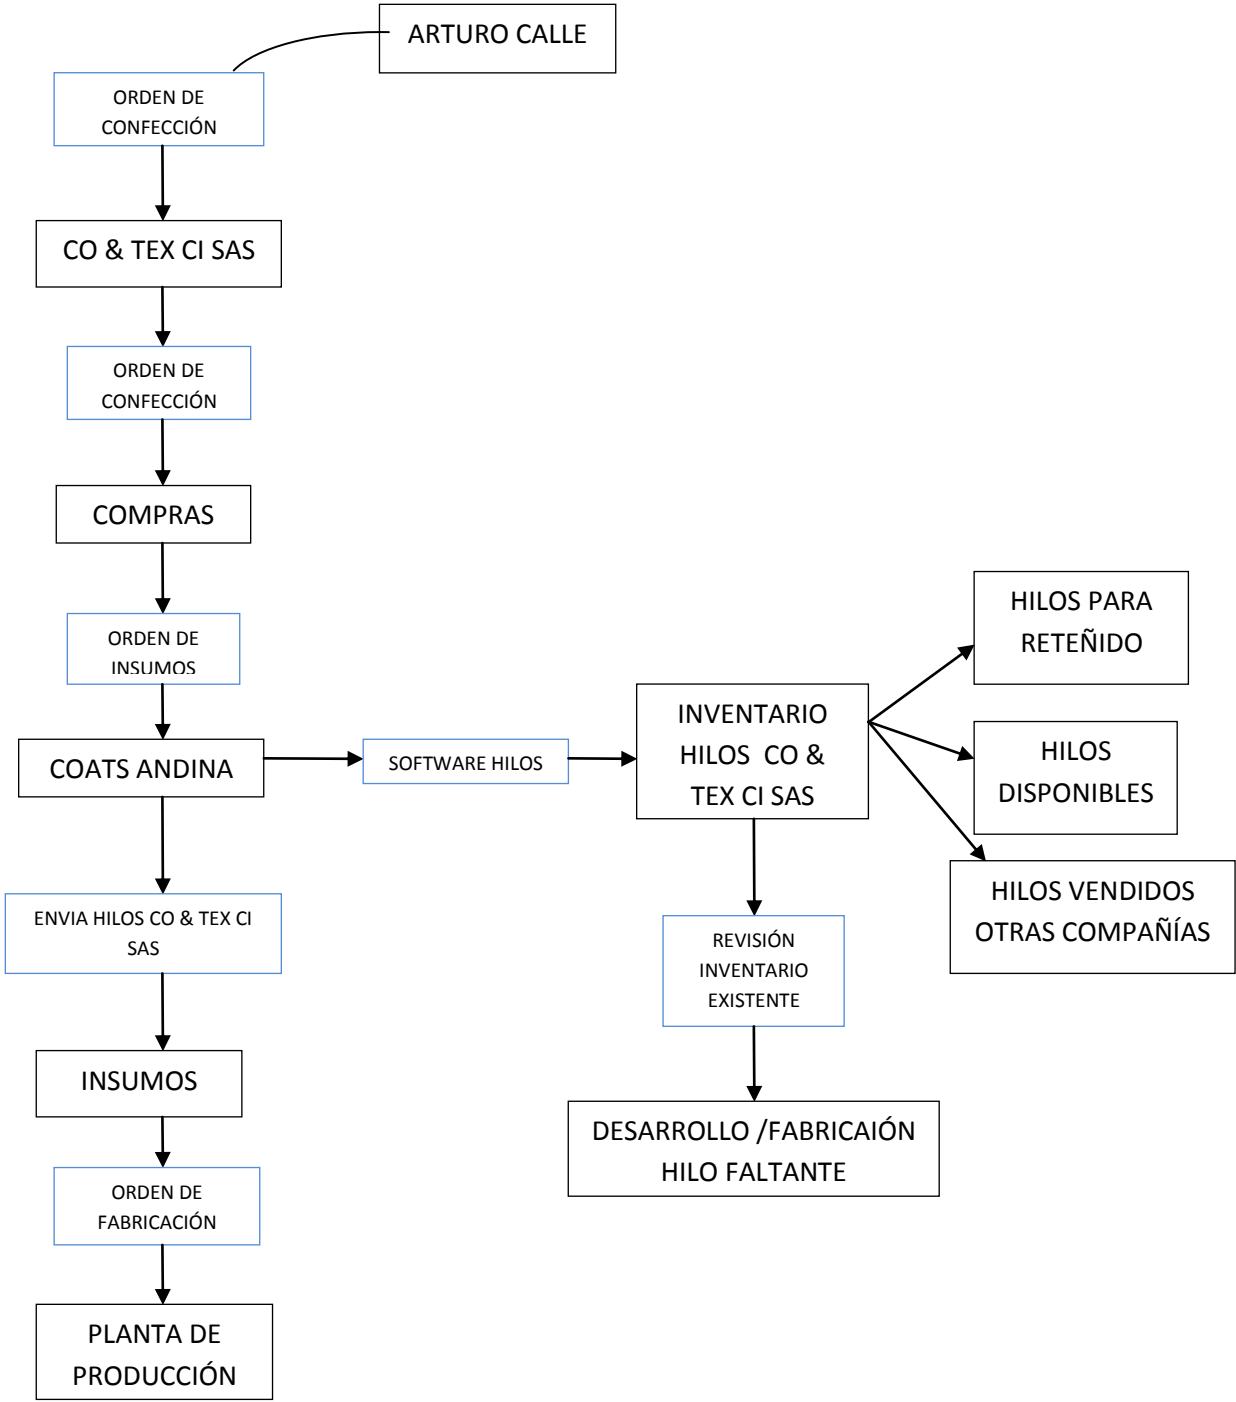 ARTURO CALLE
ORDEN DE
CONFECCIÓN
CO & TEX CI SAS
ORDEN DE
CONFECCIÓN
COMPRAS
ORDEN DE
INSUMOS
COATS ANDINA
SOFTWARE HILOS
INVENTARIO
HILOS CO &
TEX CI SAS
HILOS PARA
RETEÑIDO
HILOS
DISPONIBLES
HILOS VENDIDOS
OTRAS COMPAÑÍAS
ENVIA HILOS CO & TEX CI
SAS
REVISIÓN
INVENTARIO
EXISTENTE
INSUMOS
DESARROLLO /FABRICAIÓN
HILO FALTANTE
ORDEN DE
FABRICACIÓN
PLANTA DE
PRODUCCIÓN